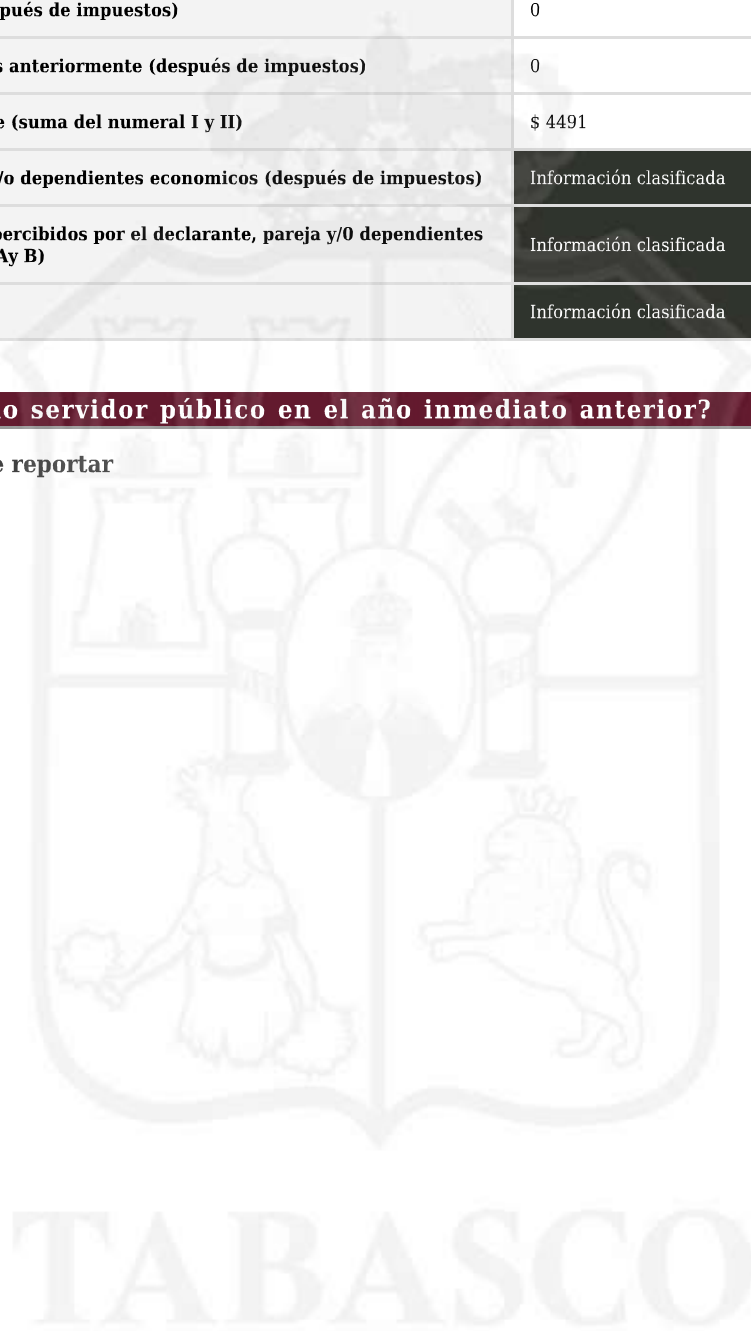 pués de impuestos)
0
s anteriormente (después de impuestos)
0
e (suma del numeral I y II)
$ 4491
/o dependientes economicos (después de impuestos)
Información clasificada
ercibidos por el declarante, pareja y/0 dependientes
Ay B)
Información clasificada
Información clasificada
o servidor público en el año inmediato anterior?
e reportar
TABASCO